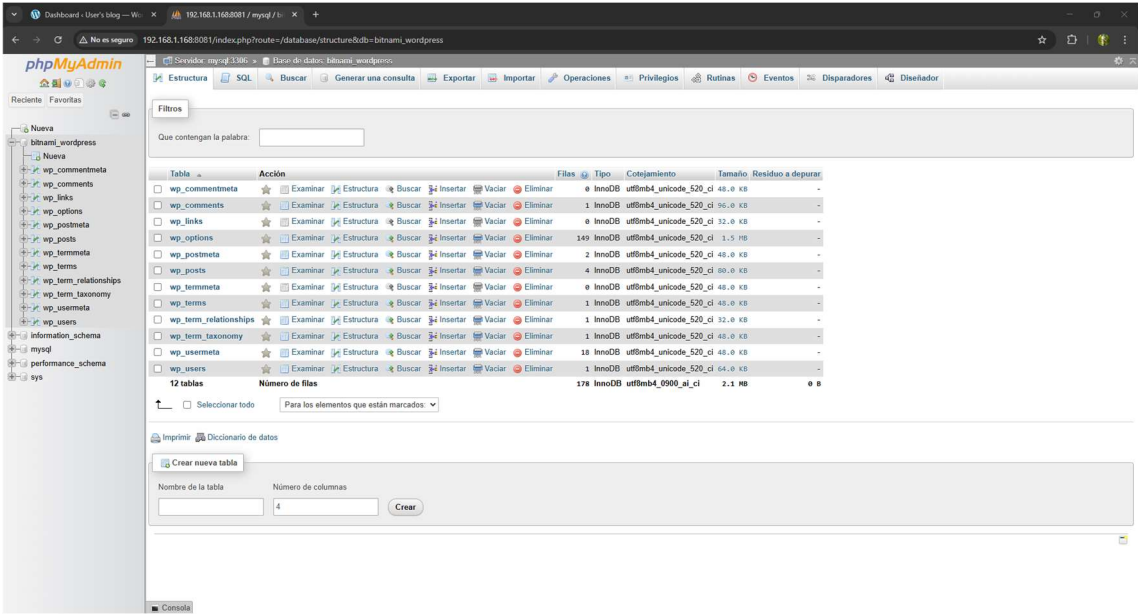 Dashboard ‹ User's blog — Wo
192.168.1.168:8081 / mysql / bi
No es seguro 192.168.1.168:8081/index.php?route=/database/structure&db=bitnami_wordpress
phpMyAdmin
Reciente Favoritas
Nueva
bitnami_wordpress
Nueva
wp_commentmeta
wp_comments
wp_links
wp_options
wp_postmeta
wp_posts
wp_termmeta
wp_terms
wp_term_relationships
wp_term_taxonomy
wp_usermeta
wp_users
information_schema
mysql
performance_schema
sys
Servidor: mysql:3306 » Base de datos: bitnami_wordpress
Estructura SQL Buscar Generar una consulta Exportar Importar Operaciones Privilegios Rutinas Eventos Disparadores Diseñador
Filtros
Que contengan la palabra:
Tabla Acción Filas Tipo Cotejamiento Tamaño Residuo a depurar
wp_commentmeta Examinar Estructura Buscar Insertar Vaciar Eliminar 0 InnoDB utf8mb4_unicode_520_ci 48.0 KB -
wp_comments Examinar Estructura Buscar Insertar Vaciar Eliminar 1 InnoDB utf8mb4_unicode_520_ci 96.0 KB -
wp_links Examinar Estructura Buscar Insertar Vaciar Eliminar 0 InnoDB utf8mb4_unicode_520_ci 32.0 KB -
wp_options Examinar Estructura Buscar Insertar Vaciar Eliminar 149 InnoDB utf8mb4_unicode_520_ci 1.5 MB -
wp_postmeta Examinar Estructura Buscar Insertar Vaciar Eliminar 2 InnoDB utf8mb4_unicode_520_ci 48.0 KB -
wp_posts Examinar Estructura Buscar Insertar Vaciar Eliminar 4 InnoDB utf8mb4_unicode_520_ci 80.0 KB -
wp_termmeta Examinar Estructura Buscar Insertar Vaciar Eliminar 0 InnoDB utf8mb4_unicode_520_ci 48.0 KB -
wp_terms Examinar Estructura Buscar Insertar Vaciar Eliminar 1 InnoDB utf8mb4_unicode_520_ci 48.0 KB -
wp_term_relationships Examinar Estructura Buscar Insertar Vaciar Eliminar 1 InnoDB utf8mb4_unicode_520_ci 32.0 KB -
wp_term_taxonomy Examinar Estructura Buscar Insertar Vaciar Eliminar 1 InnoDB utf8mb4_unicode_520_ci 48.0 KB -
wp_usermeta Examinar Estructura Buscar Insertar Vaciar Eliminar 18 InnoDB utf8mb4_unicode_520_ci 48.0 KB -
wp_users Examinar Estructura Buscar Insertar Vaciar Eliminar 1 InnoDB utf8mb4_unicode_520_ci 64.0 KB -
12 tablas Número de filas 178 InnoDB utf8mb4_0900_ai_ci 2.1 MB 0 B
Seleccionar todo Para los elementos que están marcados:
Imprimir Diccionario de datos
Crear nueva tabla
Nombre de la tabla Número de columnas
4 Crear
Consola